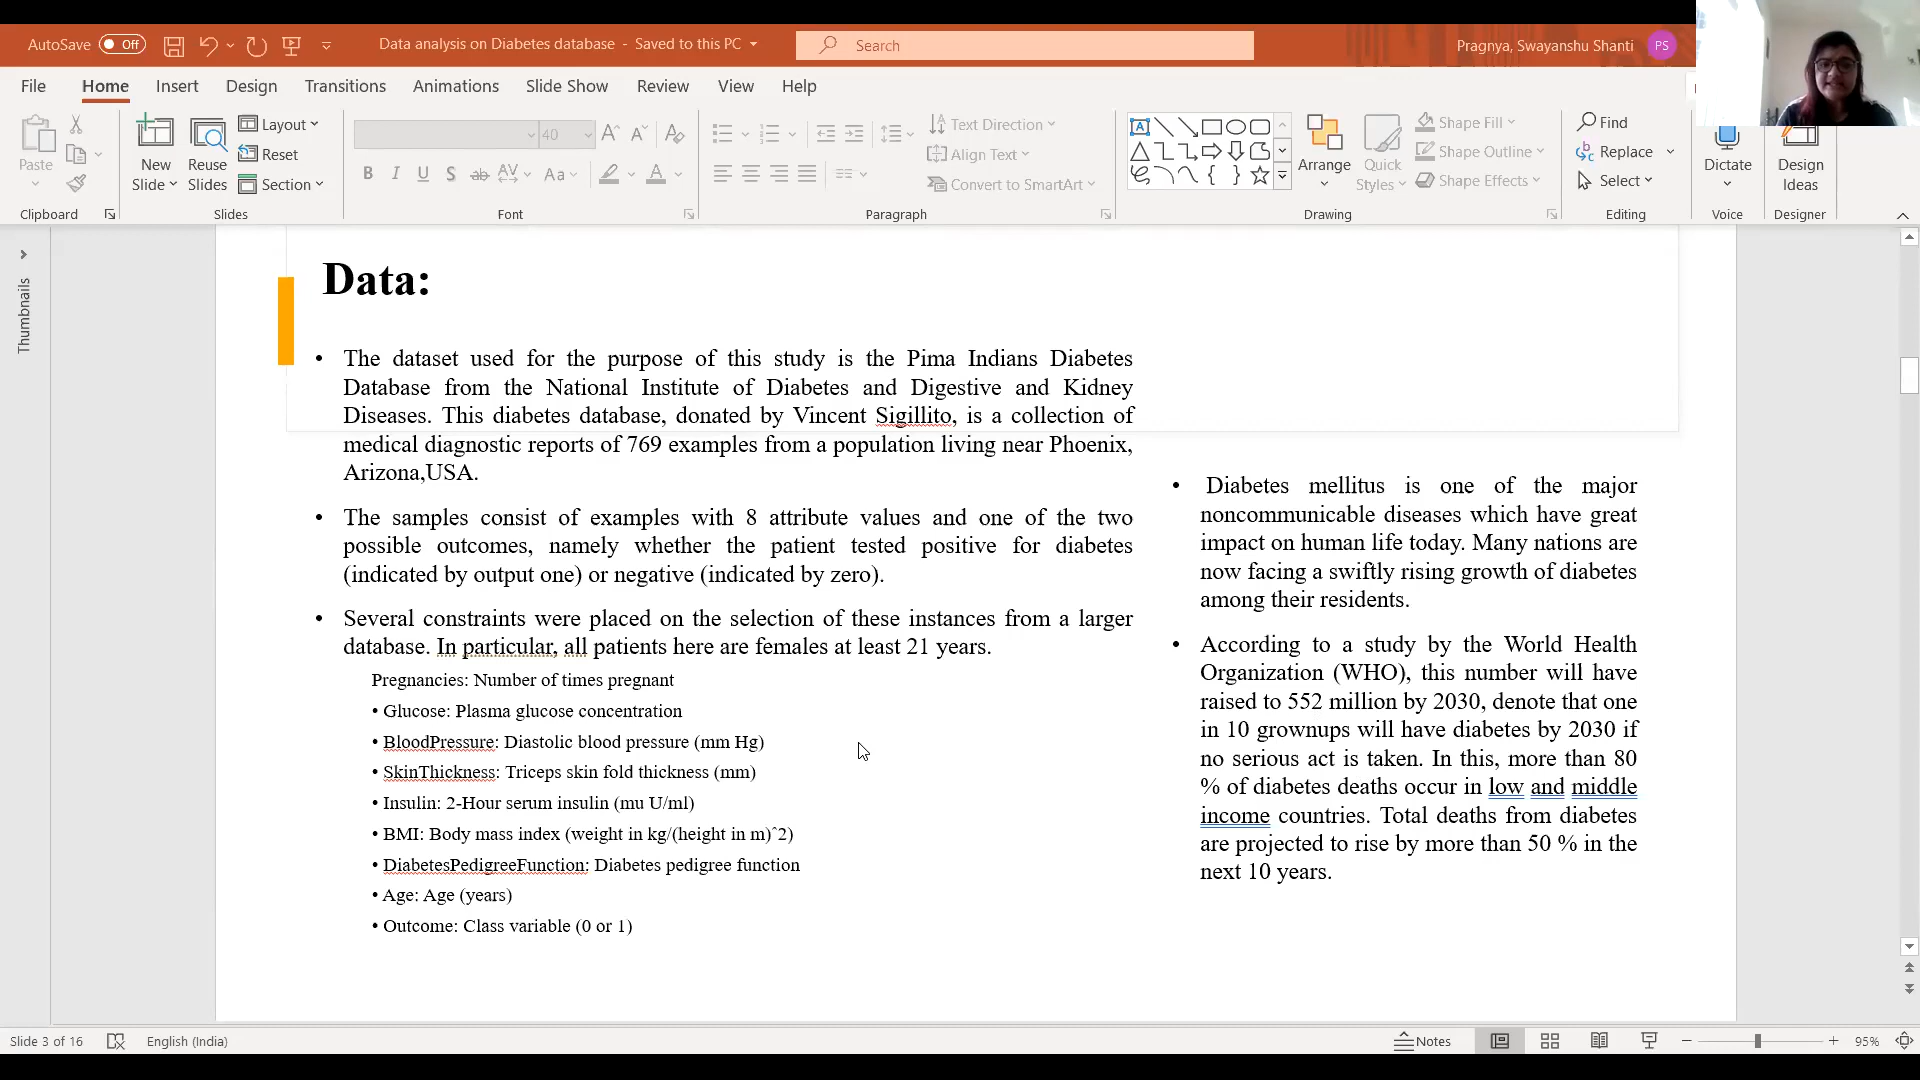 AutoSave Off
Data analysis on Diabetes database - Saved to this PC
Search
Pragnya, Swayanshu Shanti PS
File Home Insert Design Transitions Animations Slide Show Review View Help
Paste
New Slide
Reuse Slides
Layout
Reset
Section
40
Aa
Text Direction
Align Text
Convert to SmartArt
Arrange
Quick Styles
Shape Fill
Shape Outline
Shape Effects
Find
Replace
Select
Dictate
Design Ideas
Clipboard Slides Font Paragraph Drawing Editing Voice Designer
Thumbnails
Data:
• The dataset used for the purpose of this study is the Pima Indians Diabetes
Database from the National Institute of Diabetes and Digestive and Kidney
Diseases. This diabetes database, donated by Vincent Sigillito, is a collection of
medical diagnostic reports of 769 examples from a population living near Phoenix,
Arizona,USA.
• The samples consist of examples with 8 attribute values and one of the two
possible outcomes, namely whether the patient tested positive for diabetes
(indicated by output one) or negative (indicated by zero).
• Several constraints were placed on the selection of these instances from a larger
database. In particular, all patients here are females at least 21 years.
Pregnancies: Number of times pregnant
• Glucose: Plasma glucose concentration
• BloodPressure: Diastolic blood pressure (mm Hg)
• SkinThickness: Triceps skin fold thickness (mm)
• Insulin: 2-Hour serum insulin (mu U/ml)
• BMI: Body mass index (weight in kg/(height in m)^2)
• DiabetesPedigreeFunction: Diabetes pedigree function
• Age: Age (years)
• Outcome: Class variable (0 or 1)
• Diabetes mellitus is one of the major
noncommunicable diseases which have great
impact on human life today. Many nations are
now facing a swiftly rising growth of diabetes
among their residents.
• According to a study by the World Health
Organization (WHO), this number will have
raised to 552 million by 2030, denote that one
in 10 grownups will have diabetes by 2030 if
no serious act is taken. In this, more than 80
% of diabetes deaths occur in low and middle
income countries. Total deaths from diabetes
are projected to rise by more than 50 % in the
next 10 years.
Slide 3 of 16
English (India)
Notes
95%